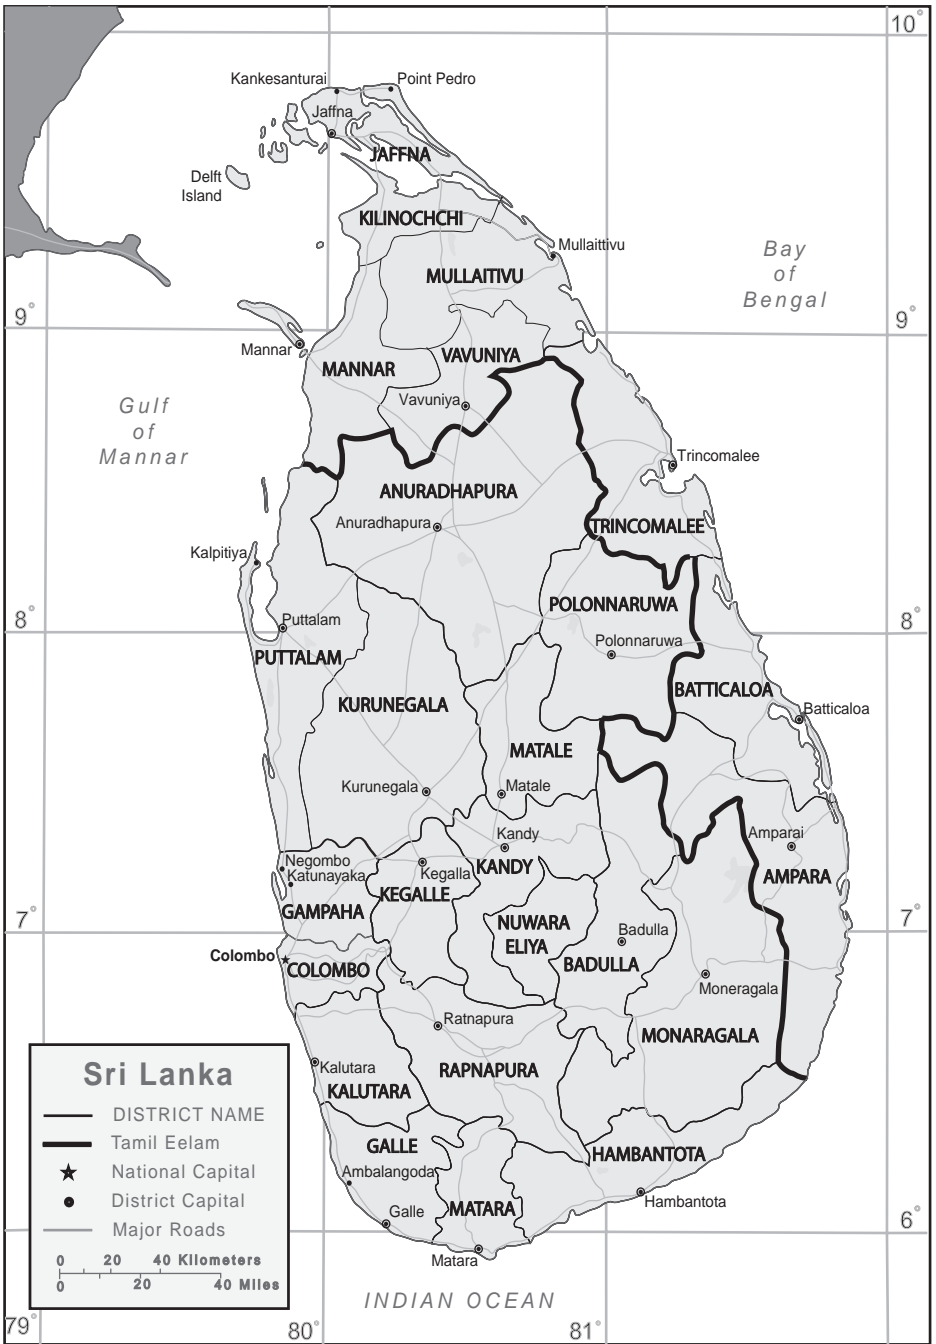 10°
Kankesanturai
Point Pedro
Jaffna
JAFFNA
Delft
Island
KILINOCHCHI
Mullaittivu
Bay
of
Bengal
MULLAITIVU
9°
9°
Mannar
MANNAR
VAVUNIYA
Vavuniya
Gulf
of
Mannar
Trincomalee
ANURADHAPURA
Anuradhapura
TRINCOMALEE
Kalpitiya
POLONNARUWA
8°
8°
Puttalam
Polonnaruwa
PUTTALAM
BATTICALOA
KURUNEGALA
Batticaloa
MATALE
Kurunegala
Matale
Kandy
Amparai
Negombo
Katunayaka
Kegalla
KANDY
AMPARA
KEGALLE
GAMPAHA
7°
7°
NUWARA
ELIYA
Badulla
Colombo
COLOMBO
BADULLA
Moneragala
Ratnapura
MONARAGALA
Kalutara
RAPNAPURA
KALUTARA
GALLE
HAMBANTOTA
Ambalangoda
Hambantota
Galle
MATARA
6°
Matara
INDIAN OCEAN
Sri Lanka
DISTRICT NAME
Tamil Eelam
National Capital
District Capital
Major Roads
0 20 40 Kilometers
0 20 40 Miles
79°
80°
81°